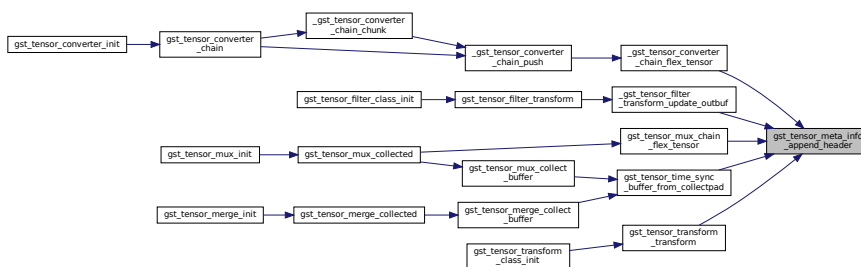 gst_tensor_converter_init
gst_tensor_converter
_chain
_gst_tensor_converter
_chain_chunk
_gst_tensor_converter
_chain_push
_gst_tensor_converter
_chain_flex_tensor
gst_tensor_filter_class_init
gst_tensor_filter_transform
_gst_tensor_filter
_transform_update_outbuf
gst_tensor_meta_info
_append_header
gst_tensor_mux_init
gst_tensor_mux_collected
gst_tensor_mux_chain
_flex_tensor
gst_tensor_mux_collect
_buffer
gst_tensor_time_sync
_buffer_from_collectpad
gst_tensor_merge_init
gst_tensor_merge_collected
gst_tensor_merge_collect
_buffer
gst_tensor_transform
_class_init
gst_tensor_transform
_transform